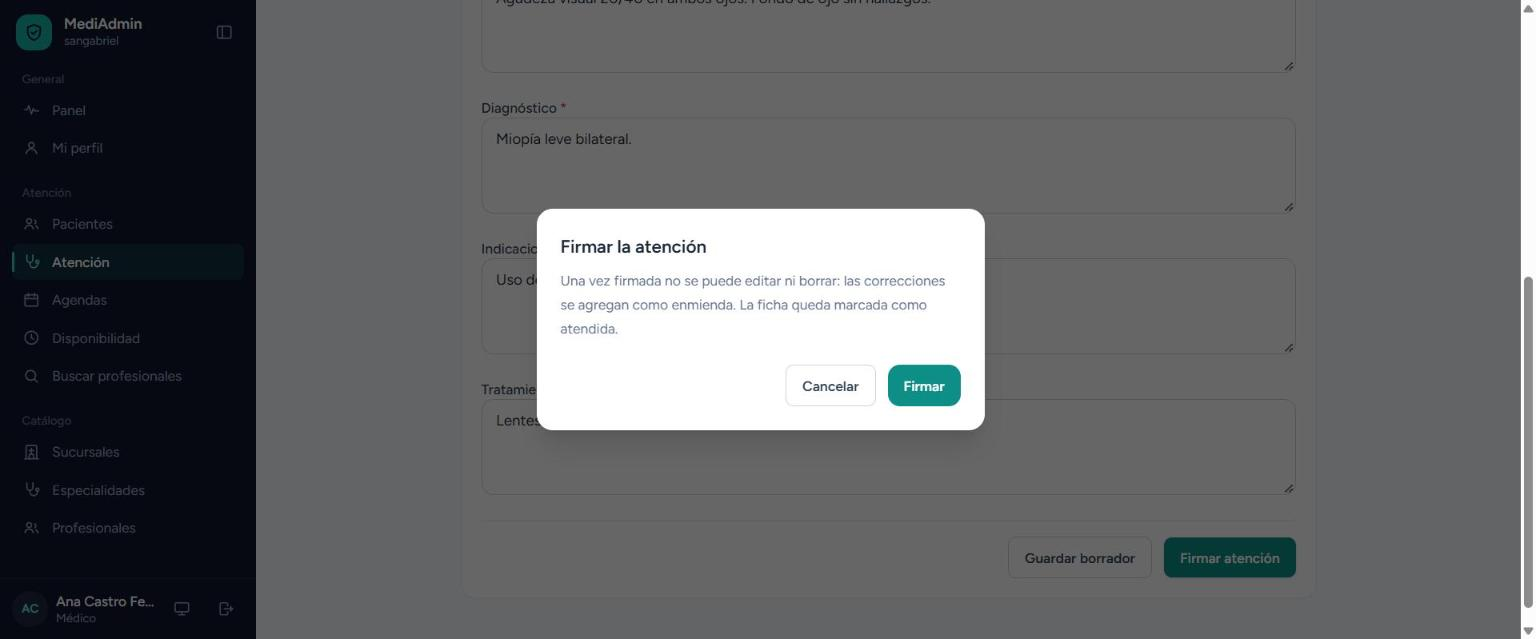 MediAdmin
sangabriel
General
Panel
Mi perfil
Atención
Pacientes
Atención
Agendas
Disponibilidad
Buscar profesionales
Catálogo
Sucursales
Especialidades
Profesionales
AC
Ana Castro Fe...
Médico
Diagnóstico *
Miopía leve bilateral.
Firmar la atención
Una vez firmada no se puede editar ni borrar: las correcciones
se agregan como enmienda. La ficha queda marcada como
atendida.
Cancelar
Firmar
Uso
Lentes
Guardar borrador
Firmar atención